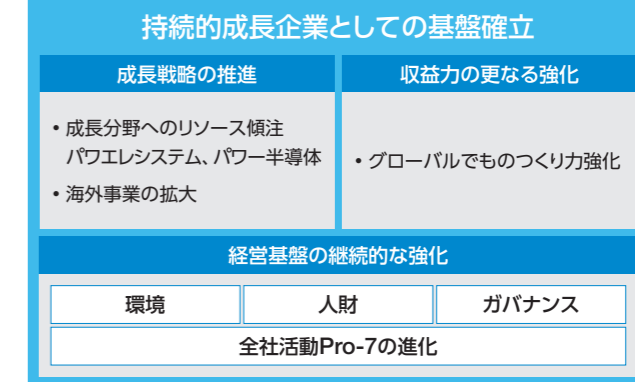 持続的成長企業としての基盤確立
成長戦略の推進
・成長分野へのリソース傾注
パワエレシステム、パワー半導体
・海外事業の拡大
収益力の更なる強化
・グローバルでものつくり力強化
経営基盤の継続的な強化
環境
人財
ガバナンス
全社活動Pro-7の進化